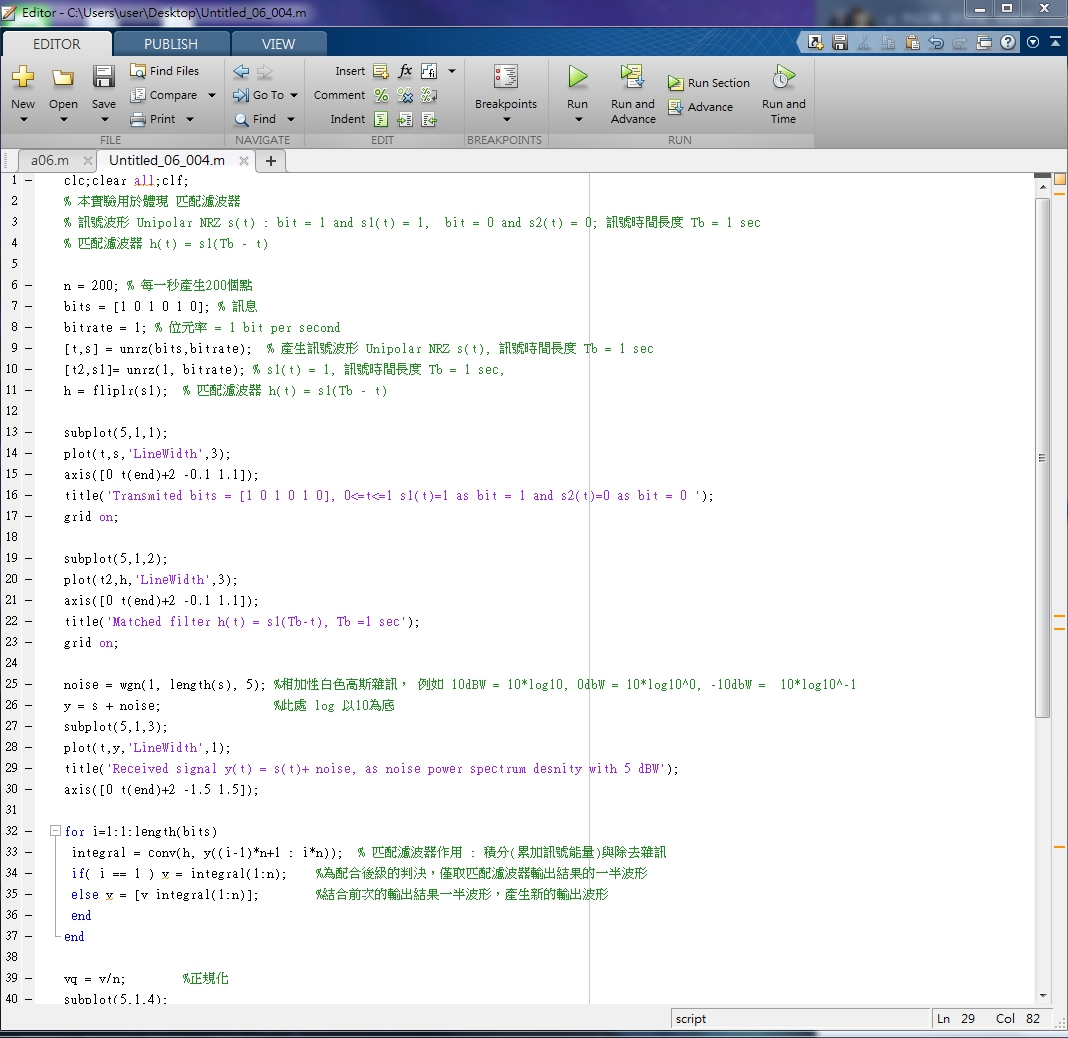 Editor - C:\Users\user\Desktop\Untitled_06_004.m
EDITOR PUBLISH VIEW
New Open Save Find Files Compare Print
Go To Find
Insert fx Comment Indent
Breakpoints
Run Run and Advance Run Section Advance Run and Time
FILE NAVIGATE EDIT BREAKPOINTS RUN
a06.m Untitled_06_004.m
1 clc;clear all;clf;
2 % 本實驗用於體現 匹配濾波器
3 % 訊號波形 Unipolar NRZ s(t) : bit = 1 and s1(t) = 1,  bit = 0 and s2(t) = 0; 訊號時間長度 Tb = 1 sec
4 % 匹配濾波器 h(t) = s1(Tb - t)
5
6 n = 200; % 每一秒產生200個點
7 bits = [1 0 1 0 1 0]; % 訊息
8 bitrate = 1; % 位元率 = 1 bit per second
9 [t,s] = unrz(bits,bitrate);  % 產生訊號波形 Unipolar NRZ s(t), 訊號時間長度 Tb = 1 sec
10 [t2,s1]= unrz(1, bitrate); % s1(t) = 1, 訊號時間長度 Tb = 1 sec,
11 h = fliplr(s1);  % 匹配濾波器 h(t) = s1(Tb - t)
12
13 subplot(5,1,1);
14 plot(t,s,'LineWidth',3);
15 axis([0 t(end)+2 -0.1 1.1]);
16 title('Transmited bits = [1 0 1 0 1 0], 0<=t<=1 s1(t)=1 as bit = 1 and s2(t)=0 as bit = 0 ');
17 grid on;
18
19 subplot(5,1,2);
20 plot(t2,h,'LineWidth',3);
21 axis([0 t(end)+2 -0.1 1.1]);
22 title('Matched filter h(t) = s1(Tb-t), Tb =1 sec');
23 grid on;
24
25 noise = wgn(1, length(s), 5); %相加性白色高斯雜訊， 例如 10dBW = 10*log10, 0dbW = 10*log10^0, -10dbW =  10*log10^-1
26 y = s + noise; %此處 log 以10為底
27 subplot(5,1,3);
28 plot(t,y,'LineWidth',1);
29 title('Received signal y(t) = s(t)+ noise, as noise power spectrum desnity with 5 dBW');
30 axis([0 t(end)+2 -1.5 1.5]);
31
32 for i=1:1:length(bits)
33 integral = conv(h, y((i-1)*n+1 : i*n));  % 匹配濾波器作用 : 積分(累加訊號能量)與除去雜訊
34 if( i == 1 ) v = integral(1:n); %為配合後級的判決，僅取匹配濾波器輸出結果的一半波形
35 else v = [v integral(1:n)]; %結合前次的輸出結果一半波形，產生新的輸出波形
36 end
37 end
38
39 vq = v/n; %正規化
40 subplot(5,1,4);
script Ln 29 Col 82